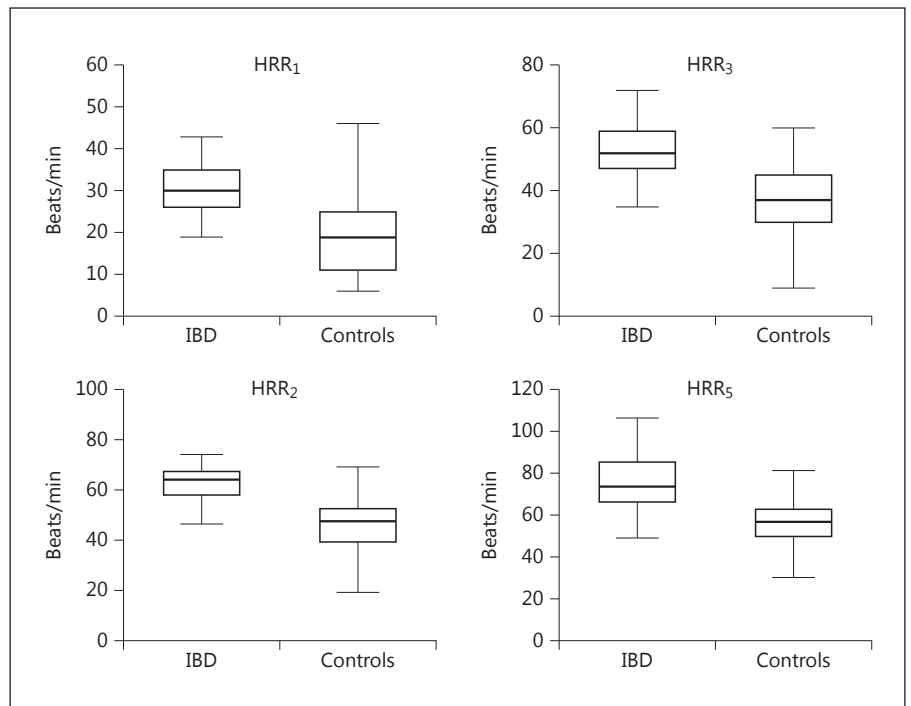 HRR1
60
50
40
30
20
10
0
Beats/min
IBD
Controls
HRR3
80
60
40
20
0
Beats/min
IBD
Controls
HRR2
100
80
60
40
20
0
Beats/min
IBD
Controls
HRR5
120
100
80
60
40
20
0
Beats/min
IBD
Controls